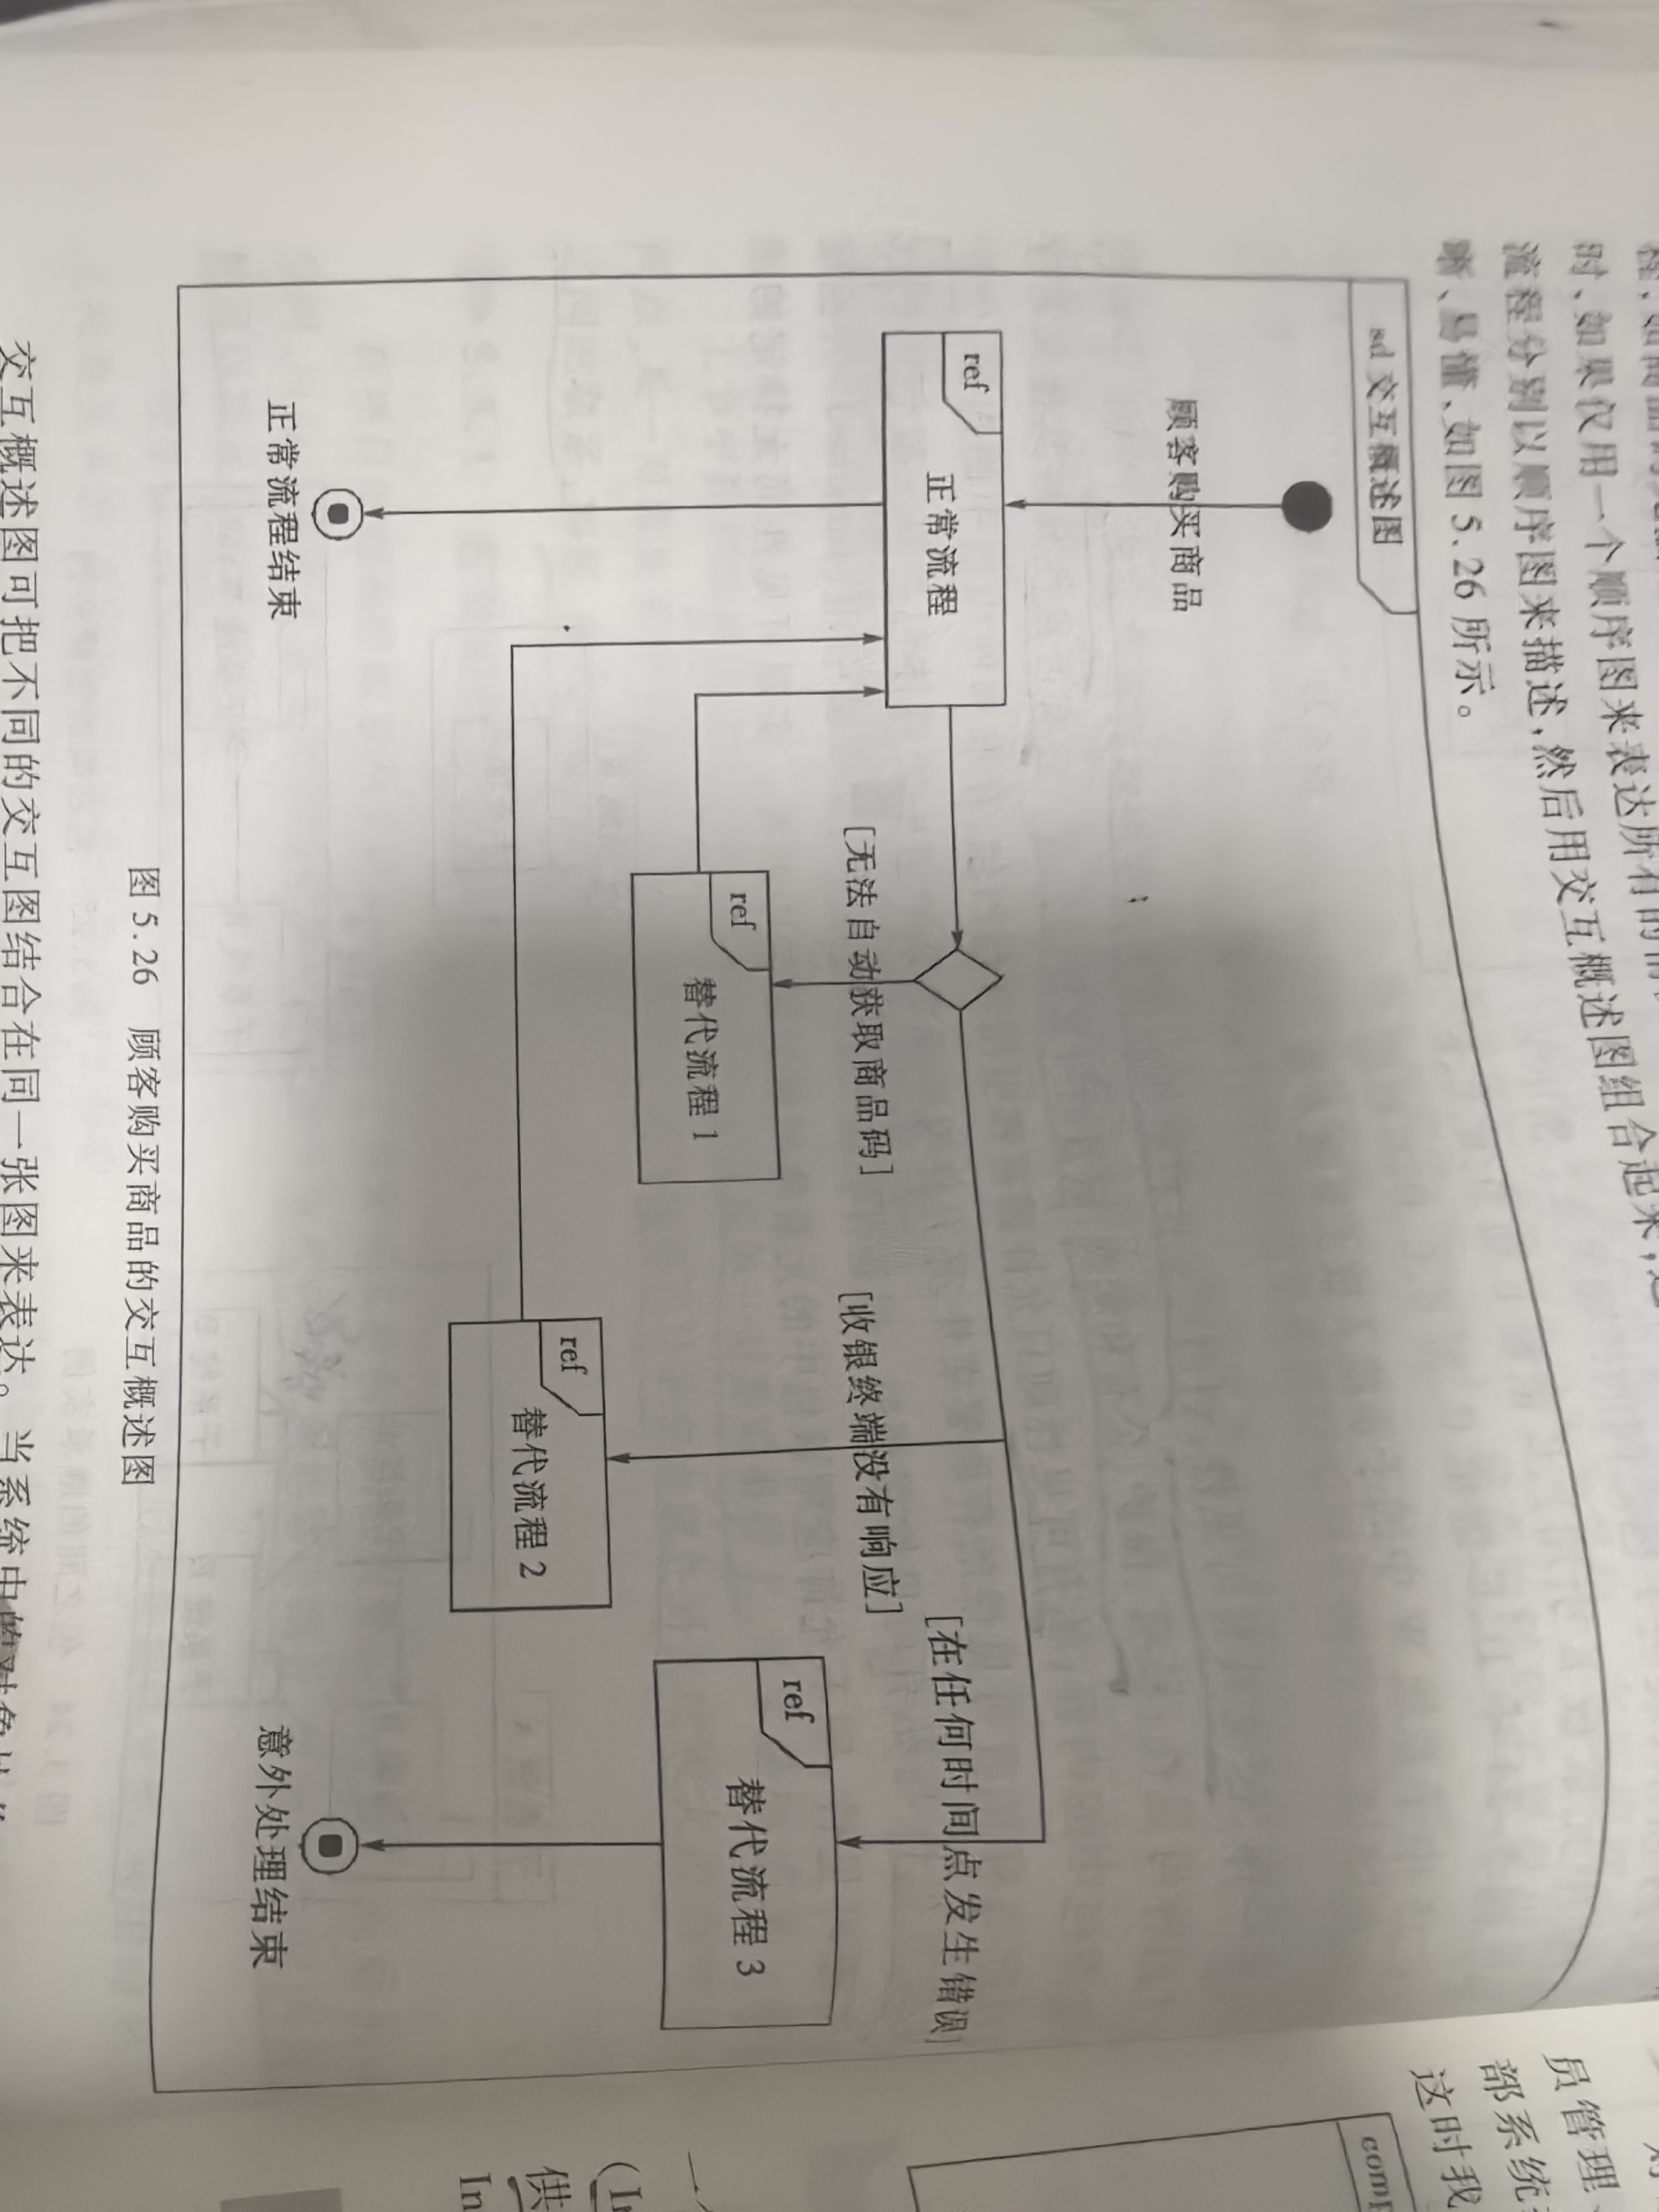 时、如果仅用一个顺序图来表达所有的情
流程分别以顺序图来描述,然后用交互概述图组合起来,
晰、易懂、如图5.26所示。
sd 交互概述图
顾客购买商品
ref
正常流程
[无法自动获取商品码]
[收银终端没有响应]
[在任何时间点发生错误]
ref
替代流程1
ref
替代流程2
ref
替代流程3
正常流程结束
意外处理结束
图5.26 顾客购买商品的交互概述图
交互概述图可把不同的交互图结合在同一张图来表达。当系统中的对象
员管理、
部系统
这时我
comp
供
In